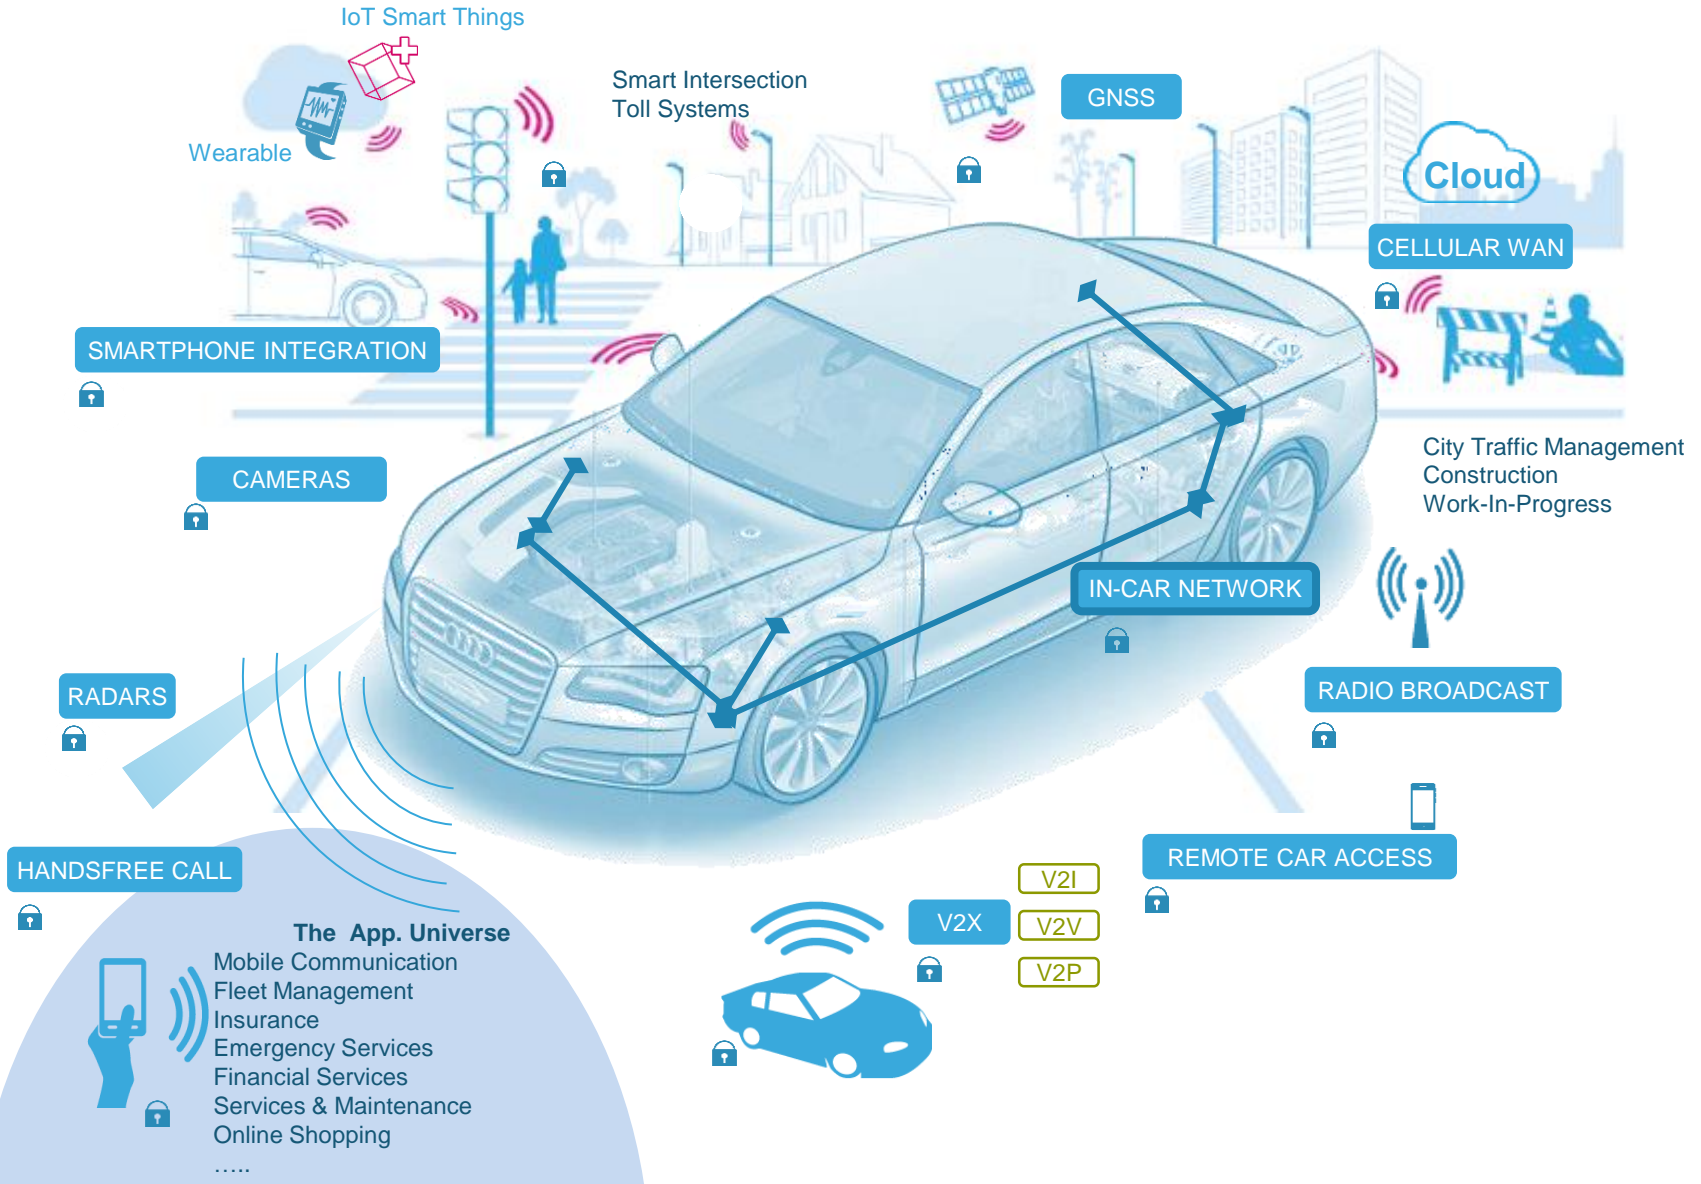 IoT Smart Things
Smart Intersection
Toll Systems
GNSS
Wearable
Cloud
CELLULAR WAN
SMARTPHONE INTEGRATION
CAMERAS
City Traffic Management
Construction
Work-In-Progress
IN-CAR NETWORK
RADARS
RADIO BROADCAST
HANDSFREE CALL
REMOTE CAR ACCESS
V2I
V2X
V2V
V2P
The App. Universe
Mobile Communication
Fleet Management
Insurance
Emergency Services
Financial Services
Services & Maintenance
Online Shopping
…..